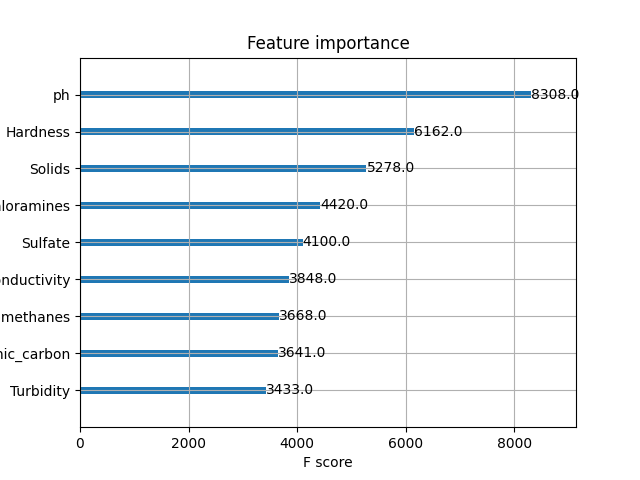 Feature importance
ph 8308.0
Hardness 6162.0
Solids 5278.0
loramines 4420.0
Sulfate 4100.0
nductivity 3848.0
methanes 3668.0
nic_carbon 3641.0
Turbidity 3433.0
0 2000 4000 6000 8000
F score